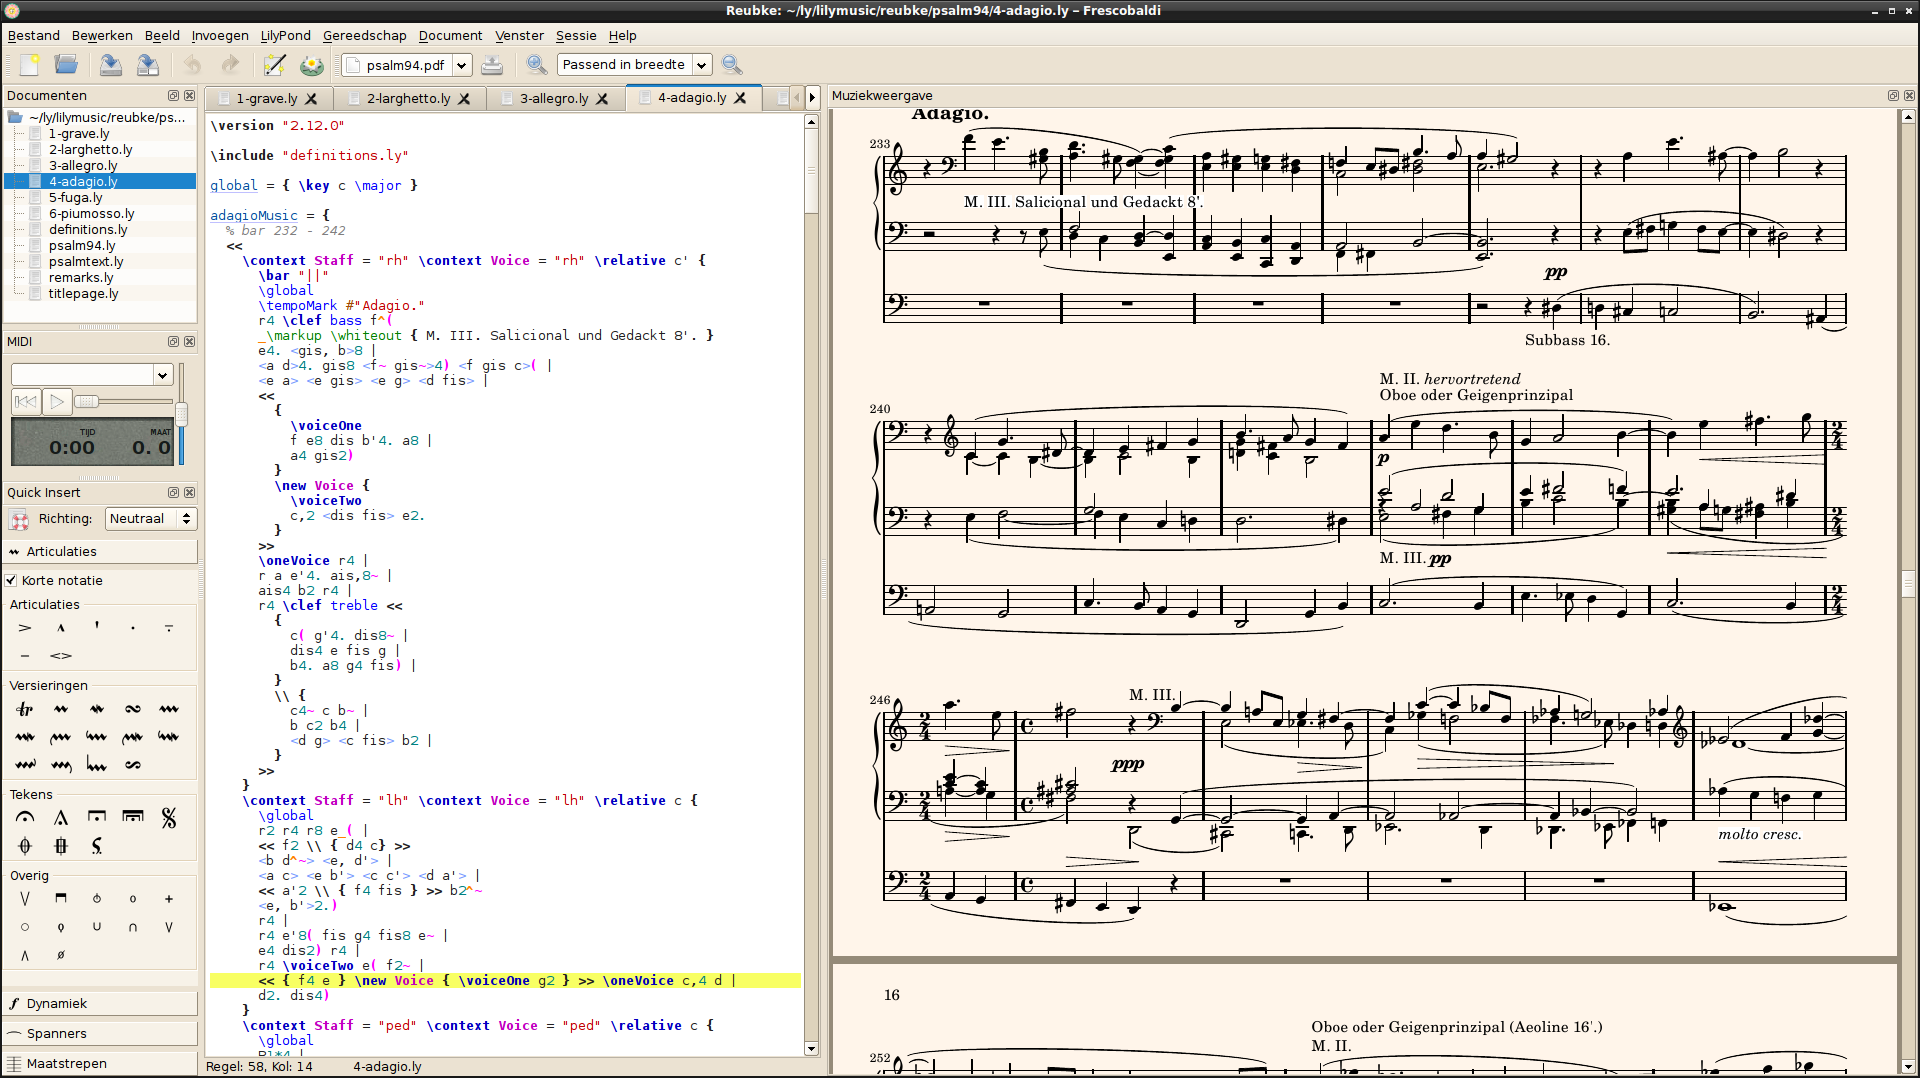 Reubke: ~/ly/lilymusic/reubke/psalm94/4-adagio.ly – Frescobaldi
Bestand Bewerken Beeld Invoegen LilyPond Gereedschap Document Venster Sessie Help
psalm94.pdf Passend in breedte
Documenten
~/ly/lilymusic/reubke/ps...
1-grave.ly
2-larghetto.ly
3-allegro.ly
4-adagio.ly
5-fuga.ly
6-piumosso.ly
definitions.ly
psalm94.ly
psalmtext.ly
remarks.ly
titlepage.ly
MIDI
TIJD MAAT
0:00 0. 0
Quick Insert
Richting: Neutraal
Articulaties
Korte notatie
Articulaties
Versieringen
Tekens
Overig
Dynamiek
Spanners
Maatstrepen
1-grave.ly 2-larghetto.ly 3-allegro.ly 4-adagio.ly
\version "2.12.0"
\include "definitions.ly"
global = { \key c \major }
adagioMusic = {
% bar 232 - 242
<<
\context Staff = "rh" \context Voice = "rh" \relative c' {
\bar "||"
\global
\tempoMark #"Adagio."
r4 \clef bass f^(
_\markup \whiteout { M. III. Salicional und Gedackt 8'. }
e4. <gis, b>8 |
<a d>4. gis8 <f~ gis~>4) <f gis c>( |
<e a> <e gis> <e g> <d fis> |
<<
{
\voiceOne
f e8 dis b'4. a8 |
a4 gis2)
}
\new Voice {
\voiceTwo
c,2 <dis fis> e2.
}
>>
\oneVoice r4 |
r a e'4. ais,8~ |
ais4 b2 r4 |
r4 \clef treble <<
{
c( g'4. dis8~ |
dis4 e fis g |
b4. a8 g4 fis) |
}
\\ {
c4~ c b~ |
b c2 b4 |
<d g> <c fis> b2 |
}
>>
}
\context Staff = "lh" \context Voice = "lh" \relative c {
\global
r2 r4 r8 e_( |
<< f2 \\ { d4 c} >>
<b d^~> <e, d'> |
<a c> <e b'> <c c'> <d a'> |
<< a'2 \\ { f4 fis } >> b2^~
<e, b'>2.)
r4 |
r4 e'8( fis g4 fis8 e~ |
e4 dis2) r4 |
r4 \voiceTwo e( f2~ |
<< { f4 e } \new Voice { \voiceOne g2 } >> \oneVoice c,4 d |
d2. dis4)
}
\context Staff = "ped" \context Voice = "ped" \relative c {
\global
R1*4 |
Regel: 58, Kol: 14 4-adagio.ly
Muziekweergave
Adagio.
233
M. III. Salicional und Gedackt 8'.
pp
Subbass 16.
M. II. hervortretend
Oboe oder Geigenprinzipal
240
p
M. III. pp
246
M. III.
ppp
molto cresc.
16
Oboe oder Geigenprinzipal (Aeoline 16'.)
M. II.
252